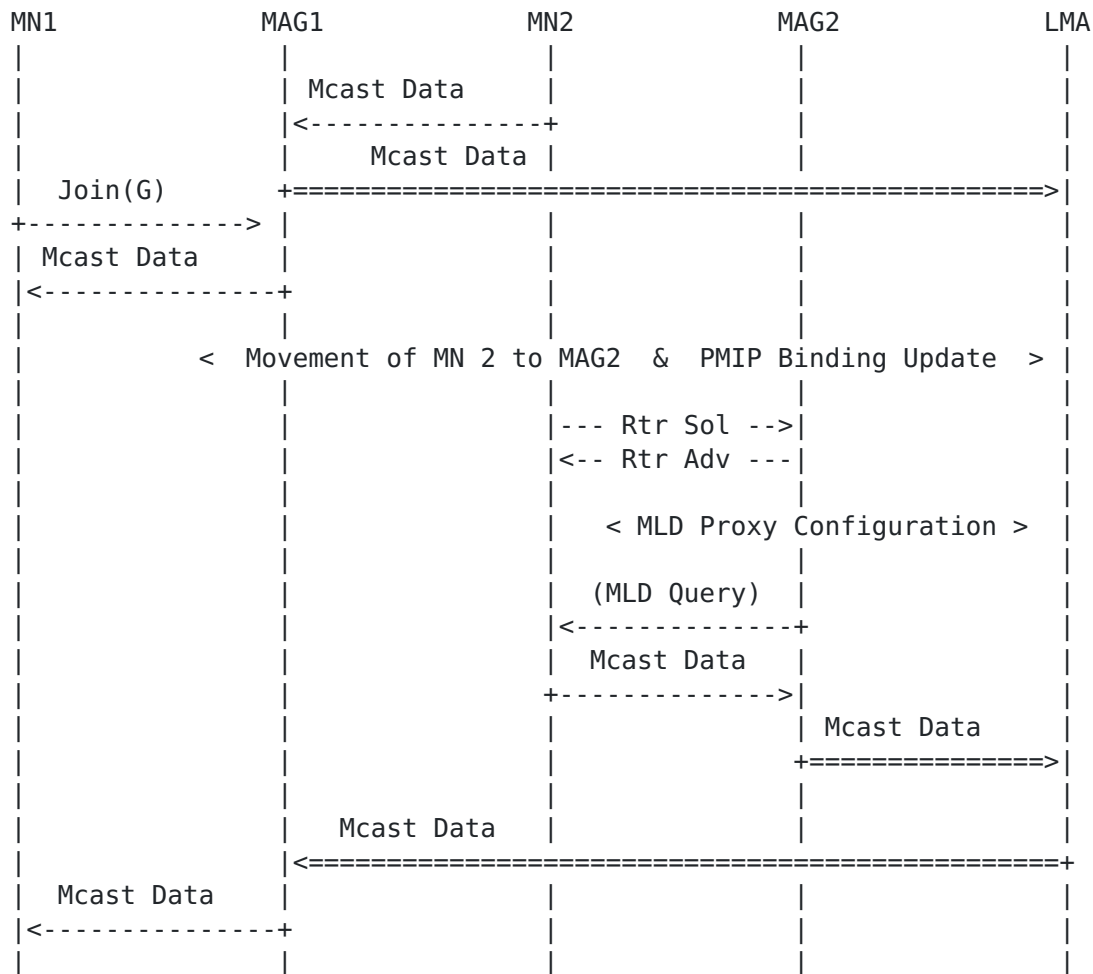 MN1 MAG1 MN2 MAG2 LMA
Mcast Data
Mcast Data
Join(G)
Mcast Data
< Movement of MN 2 to MAG2 & PMIP Binding Update >
--- Rtr Sol -->
<-- Rtr Adv ---
< MLD Proxy Configuration >
(MLD Query)
Mcast Data
Mcast Data
Mcast Data
Mcast Data